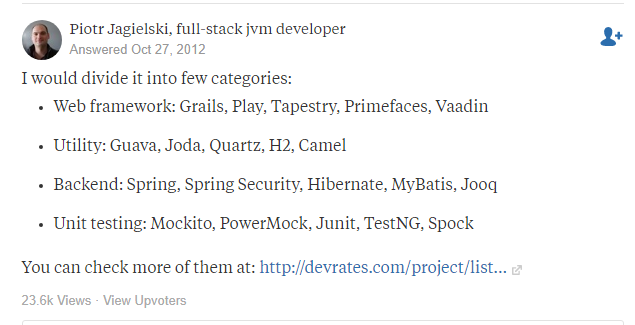 Piotr Jagielski, full-stack jvm developer
Answered Oct 27, 2012
I would divide it into few categories:
• Web framework: Grails, Play, Tapestry, Primefaces, Vaadin
• Utility: Guava, Joda, Quartz, H2, Camel
• Backend: Spring, Spring Security, Hibernate, MyBatis, Jooq
• Unit testing: Mockito, PowerMock, Junit, TestNG, Spock
You can check more of them at: http://devrates.com/project/list...
23.6k Views · View Upvoters